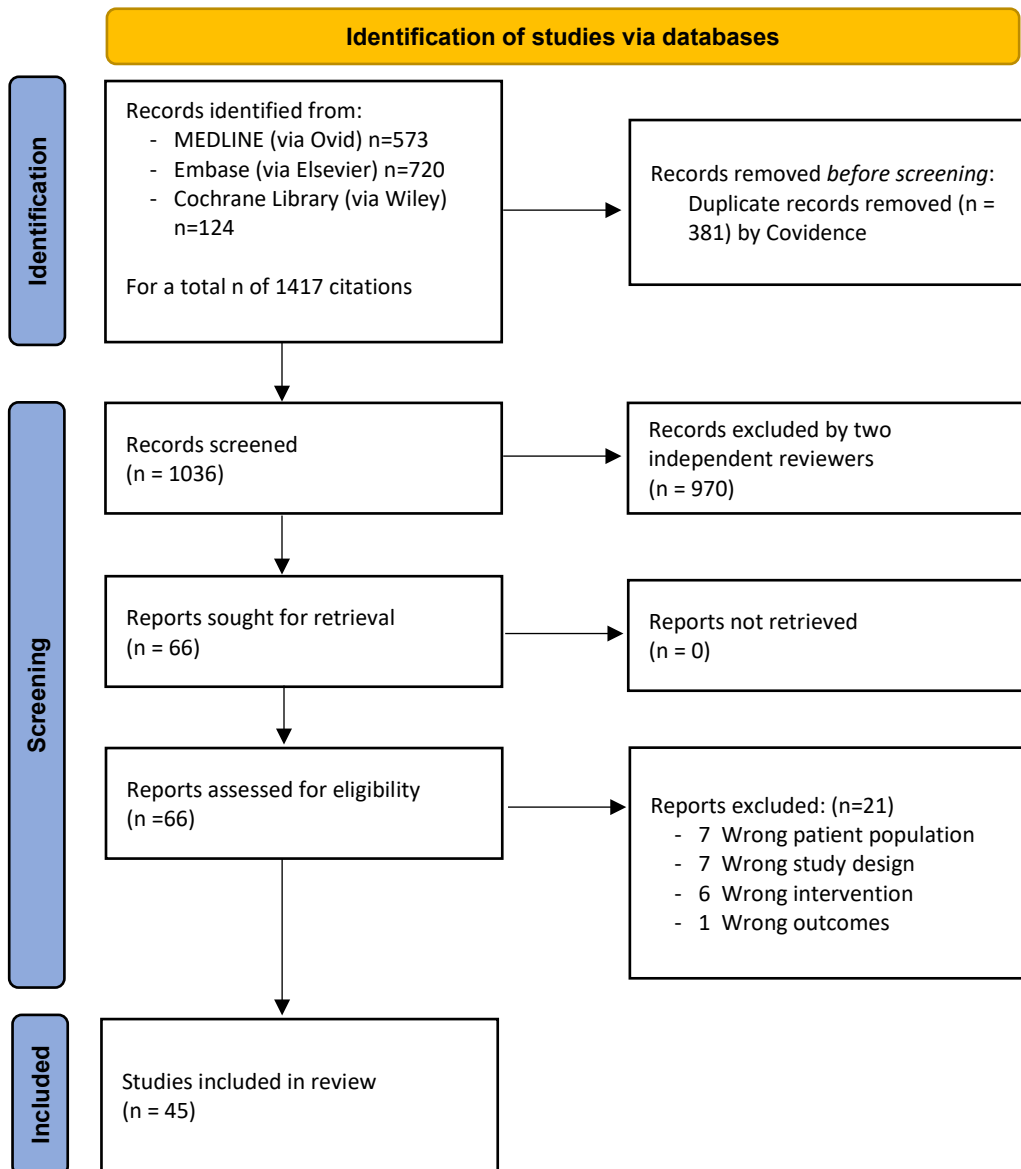 Identification of studies via databases
Identification
Records identified from:
- MEDLINE (via Ovid) n=573
- Embase (via Elsevier) n=720
- Cochrane Library (via Wiley)
n=124
For a total n of 1417 citations
Records removed before screening:
Duplicate records removed (n =
381) by Covidence
Screening
Records screened
(n = 1036)
Records excluded by two
independent reviewers
(n = 970)
Reports sought for retrieval
(n = 66)
Reports not retrieved
(n = 0)
Reports assessed for eligibility
(n =66)
Reports excluded: (n=21)
- 7 Wrong patient population
- 7 Wrong study design
- 6 Wrong intervention
- 1 Wrong outcomes
Included
Studies included in review
(n = 45)